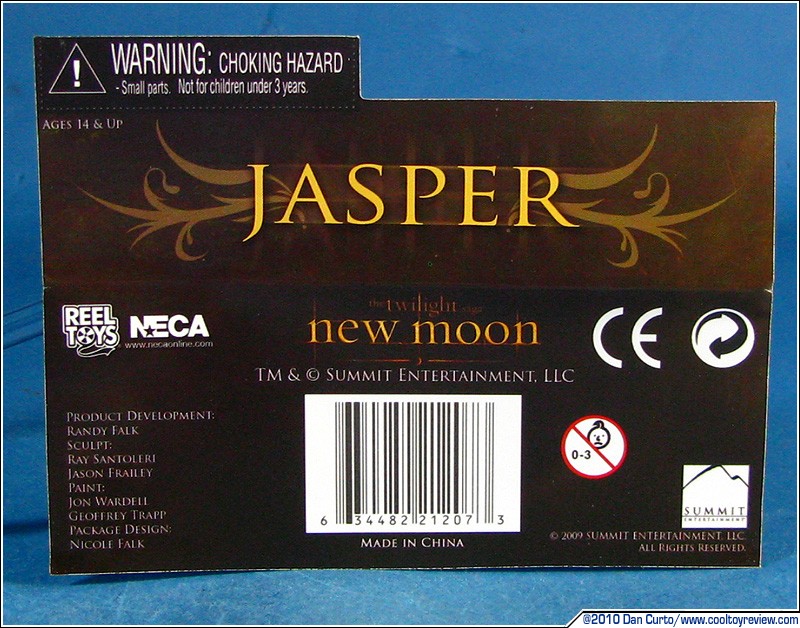 WARNING: CHOKING HAZARD
- Small parts. Not for children under 3 years.
AGES 14 & UP
JASPER
REEL TOYS
NECA
www.necaonline.com
the twilight saga
new moon
TM & © SUMMIT ENTERTAINMENT, LLC
CE
PRODUCT DEVELOPMENT:
RANDY FALK
SCULPT:
RAY SANTOLERI
JASON FRAILEY
PAINT:
JON WARDELL
GEOFFREY TRAPP
PACKAGE DESIGN:
NICOLE FALK
6 34482 21207 3
MADE IN CHINA
0-3
SUMMIT
ENTERTAINMENT
© 2009 SUMMIT ENTERTAINMENT, LLC.
ALL RIGHTS RESERVED.
@2010 Dan Curto/www.cooltoyreview.com